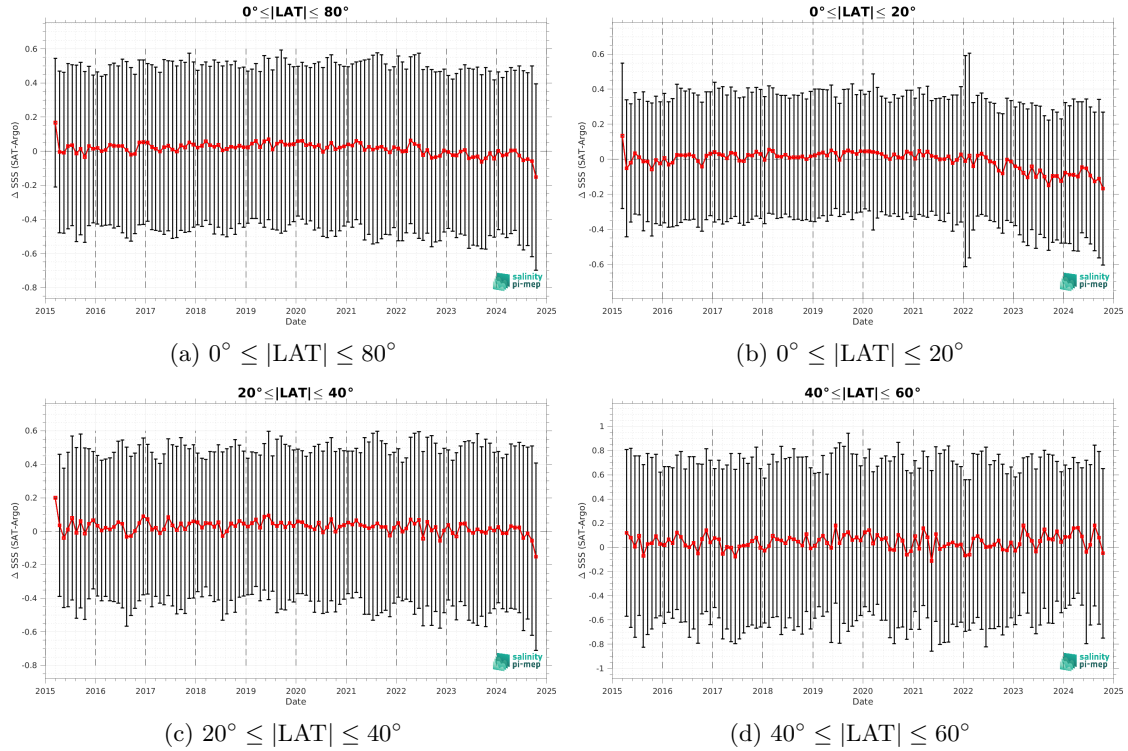 0°≤|LAT|≤ 80°
Δ SSS (SAT-Argo)
0.6
0.4
0.2
0
-0.2
-0.4
-0.6
-0.8
2015 2016 2017 2018 2019 2020 2021 2022 2023 2024 2025
Date
salinity
pi-mep
(a) 0° ≤ |LAT| ≤ 80°
0°≤|LAT|≤ 20°
Δ SSS (SAT-Argo)
0.6
0.4
0.2
0
-0.2
-0.4
-0.6
2015 2016 2017 2018 2019 2020 2021 2022 2023 2024 2025
Date
salinity
pi-mep
(b) 0° ≤ |LAT| ≤ 20°
20°≤|LAT|≤ 40°
Δ SSS (SAT-Argo)
0.6
0.4
0.2
0
-0.2
-0.4
-0.6
-0.8
2015 2016 2017 2018 2019 2020 2021 2022 2023 2024 2025
Date
salinity
pi-mep
(c) 20° ≤ |LAT| ≤ 40°
40°≤|LAT|≤ 60°
Δ SSS (SAT-Argo)
1
0.8
0.6
0.4
0.2
0
-0.2
-0.4
-0.6
-0.8
-1
2015 2016 2017 2018 2019 2020 2021 2022 2023 2024 2025
Date
salinity
pi-mep
(d) 40° ≤ |LAT| ≤ 60°